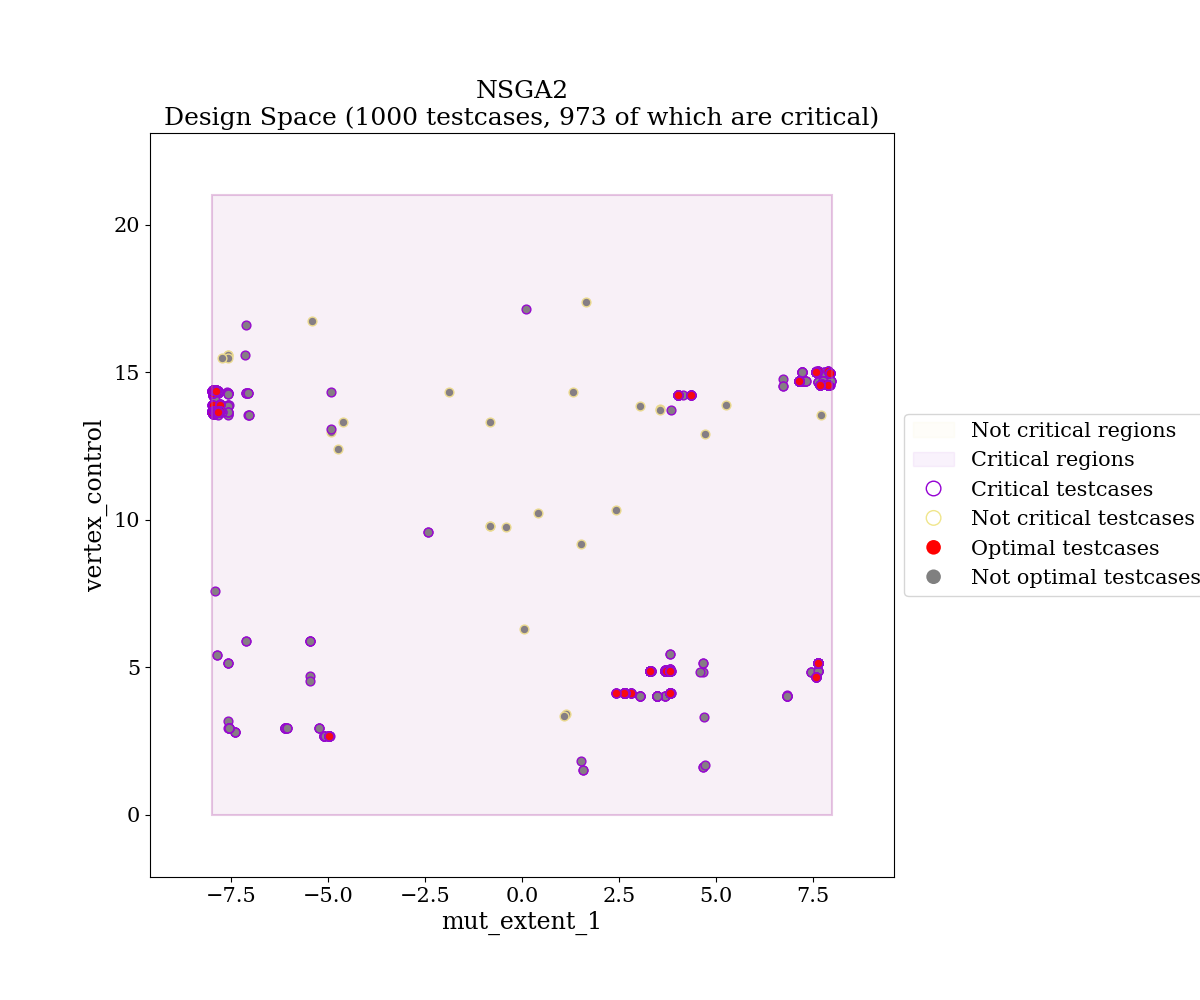 NSGA2
Design Space (1000 testcases, 973 of which are critical)
20
15
10
5
0
vertex_control
−7.5
−5.0
−2.5
0.0
2.5
5.0
7.5
mut_extent_1
Not critical regions
Critical regions
Critical testcases
Not critical testcases
Optimal testcases
Not optimal testcases